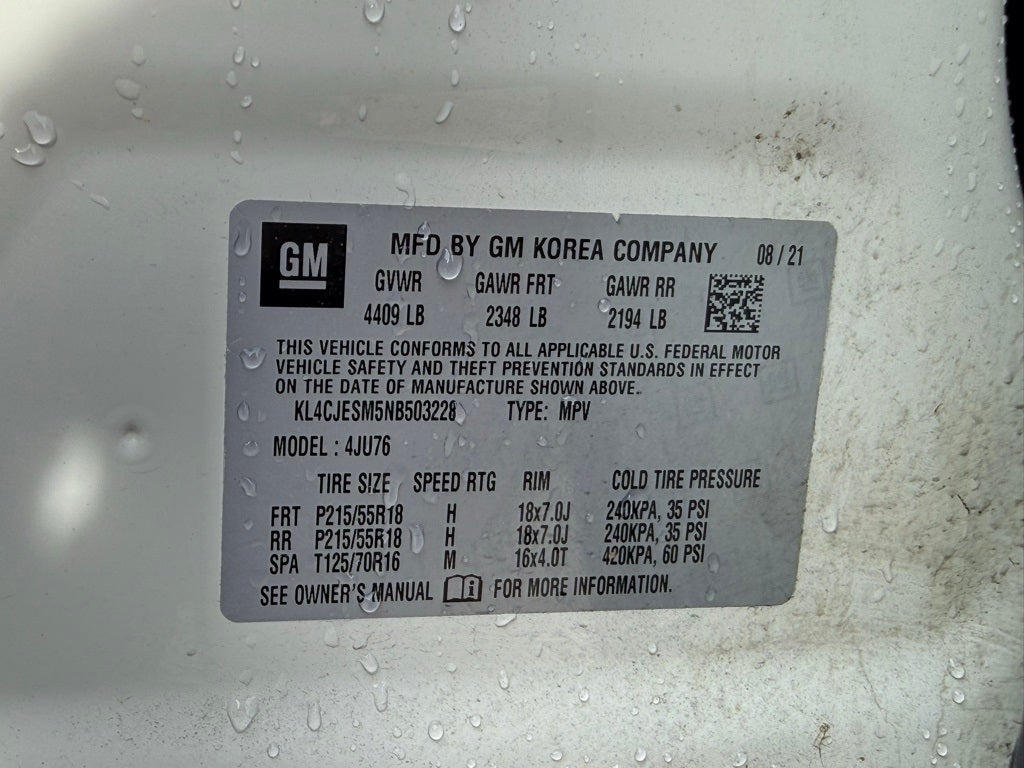 GM MFD BY GM KOREA COMPANY 08 / 21
GVWR GAWR FRT GAWR RR
4409 LB 2348 LB 2194 LB
THIS VEHICLE CONFORMS TO ALL APPLICABLE U.S. FEDERAL MOTOR
VEHICLE SAFETY AND THEFT PREVENTION STANDARDS IN EFFECT
ON THE DATE OF MANUFACTURE SHOWN ABOVE.
KL4CJESM5NB503228 TYPE: MPV
MODEL : 4JU76
TIRE SIZE SPEED RTG RIM COLD TIRE PRESSURE
FRT P215/55R18 H 18x7.0J 240KPA, 35 PSI
RR P215/55R18 H 18x7.0J 240KPA, 35 PSI
SPA T125/70R16 M 16x4.0T 420KPA, 60 PSI
SEE OWNER'S MANUAL FOR MORE INFORMATION.